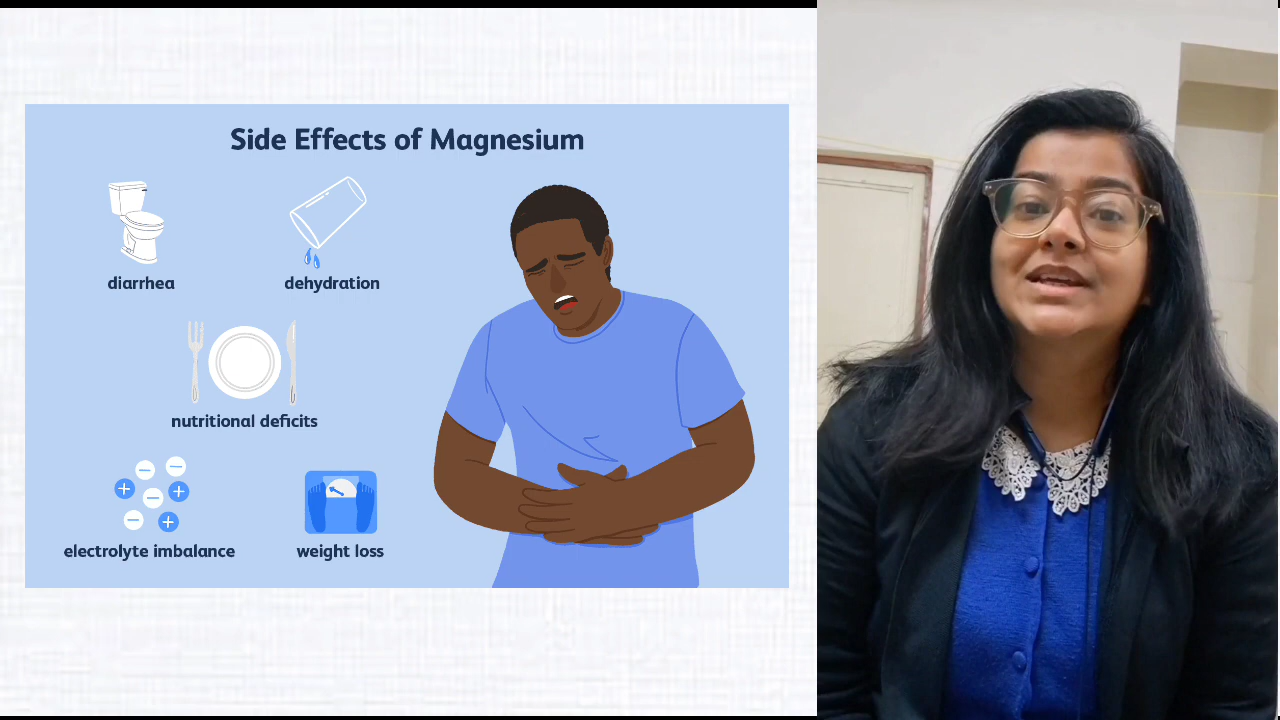 Side Effects of Magnesium
diarrhea
dehydration
nutritional deficits
electrolyte imbalance
weight loss